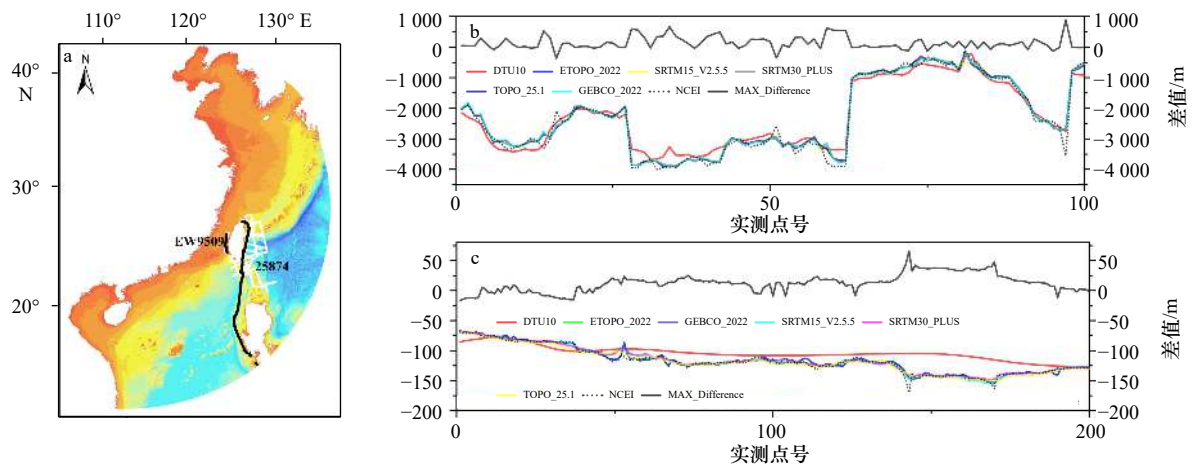 110° 120° 130° E
a
N
40°
N
30°
20°
EW9509
25874
b
1 000
0
−1 000
−2 000
−3 000
−4 000
DTU10 ETOPO_2022 SRTM15_V2.5.5 SRTM30_PLUS
TOPO_25.1 GEBCO_2022 NCEI MAX_Difference
1 000
0
−1 000
−2 000
−3 000
−4 000
差值/m
0 50 100
实测点号
c
50
0
−50
−100
−150
−200
DTU10 ETOPO_2022 GEBCO_2022 SRTM15_V2.5.5 SRTM30_PLUS
TOPO_25.1 NCEI MAX_Difference
50
0
−50
−100
−150
−200
差值/m
0 100 200
实测点号